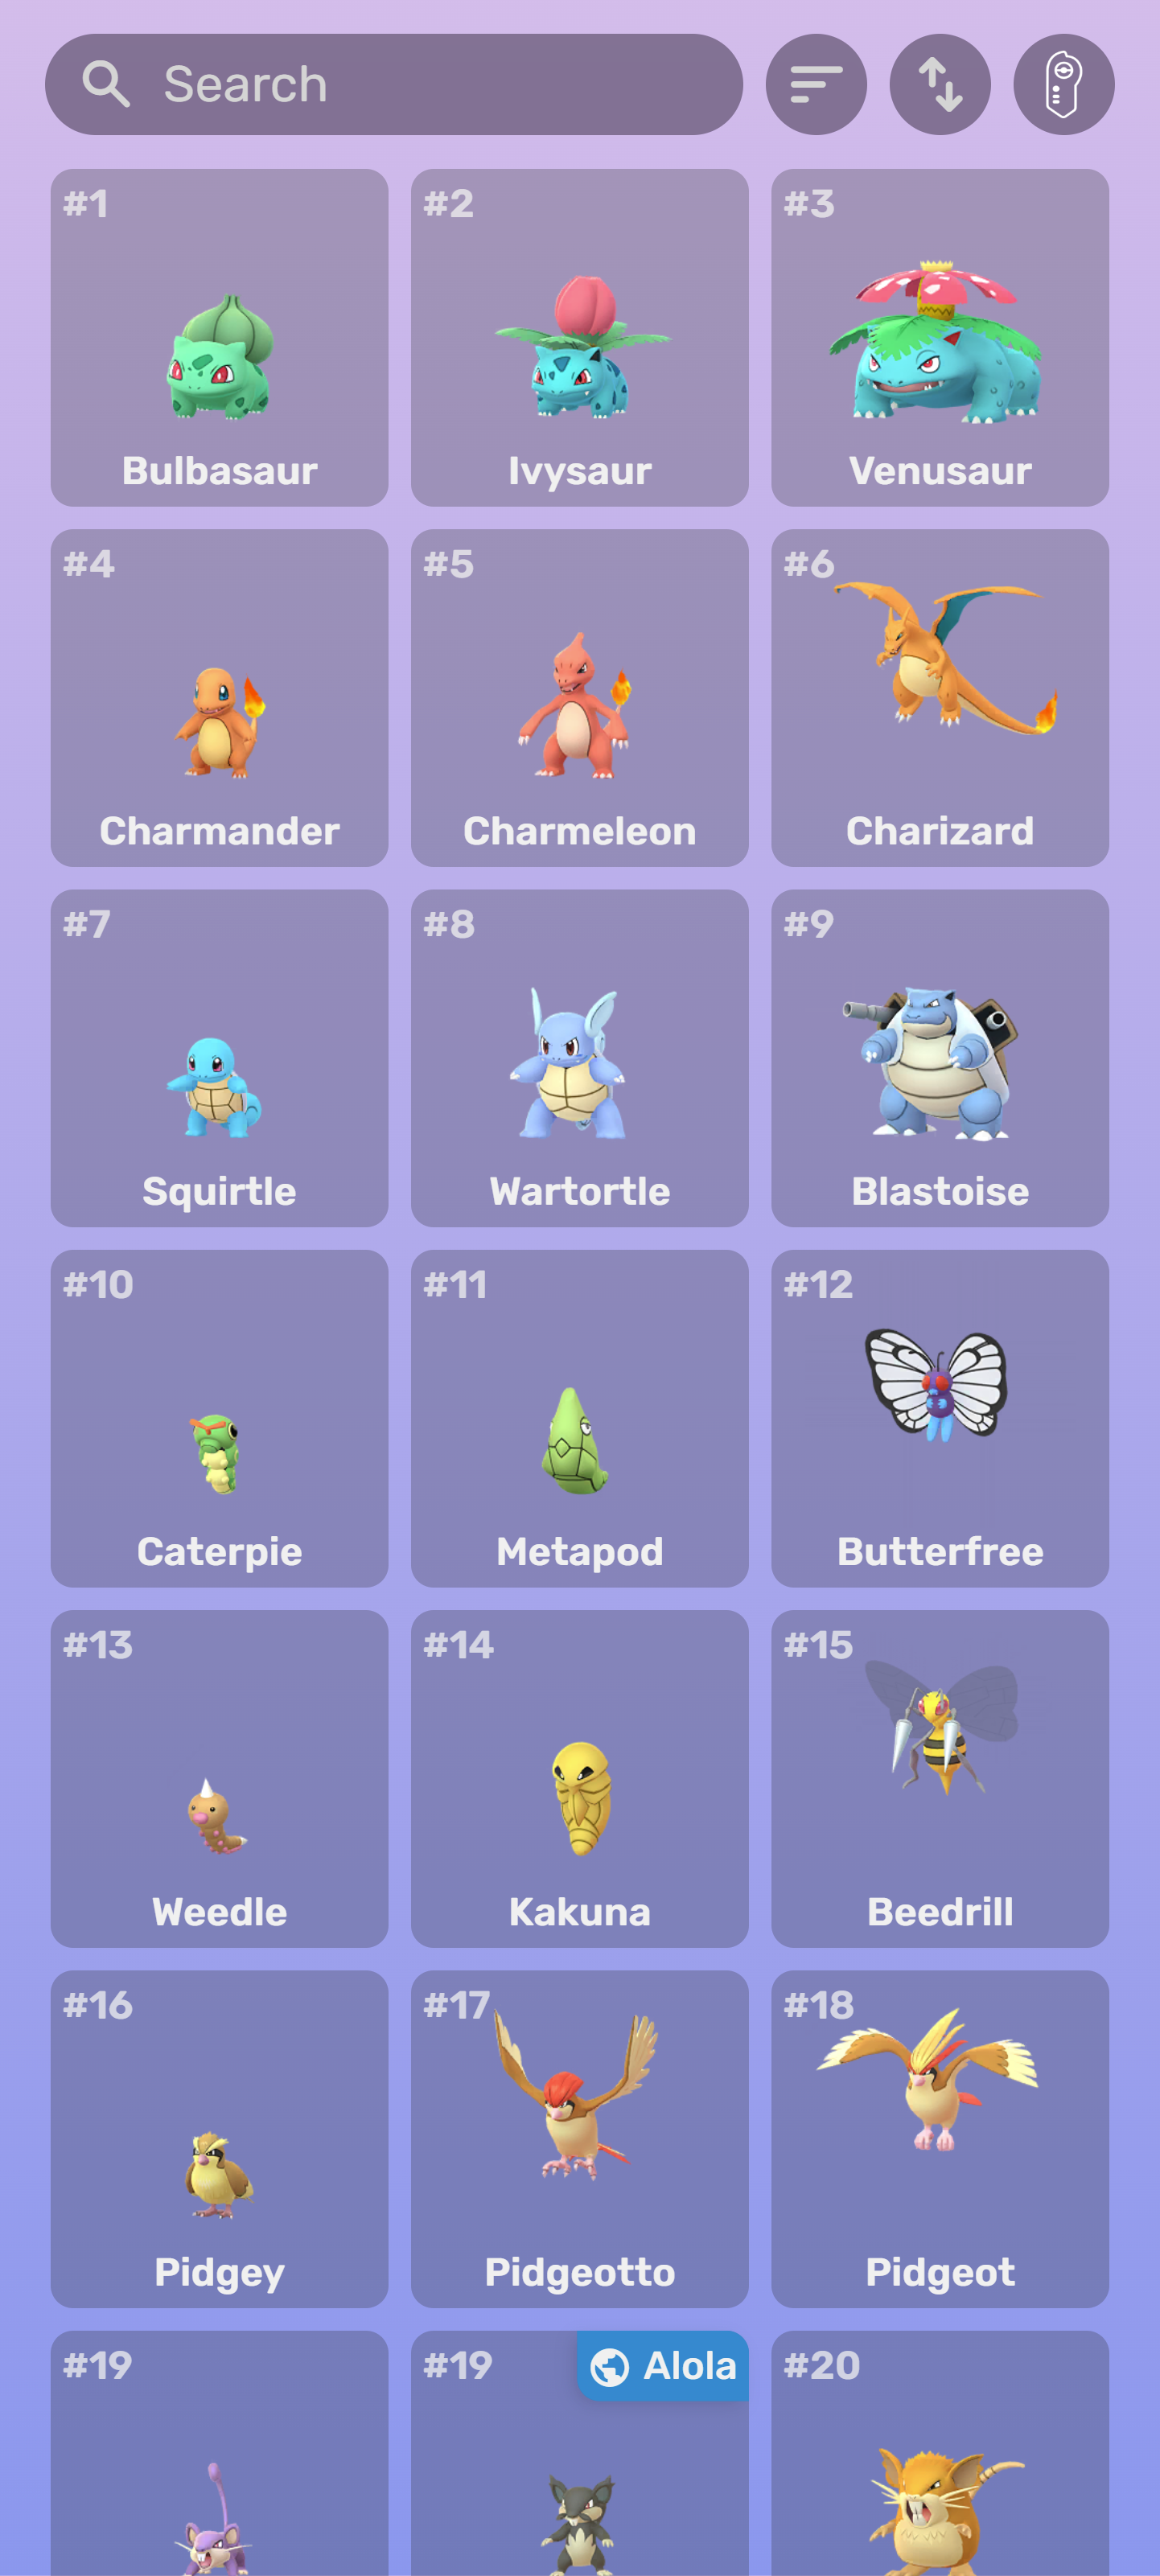 Search
#1
#2
#3
Bulbasaur
Ivysaur
Venusaur
#4
#5
#6
Charmander
Charmeleon
Charizard
#7
#8
#9
Squirtle
Wartortle
Blastoise
#10
#11
#12
Caterpie
Metapod
Butterfree
#13
#14
#15
Weedle
Kakuna
Beedrill
#16
#17
#18
Pidgey
Pidgeotto
Pidgeot
#19
#19
Alola
#20